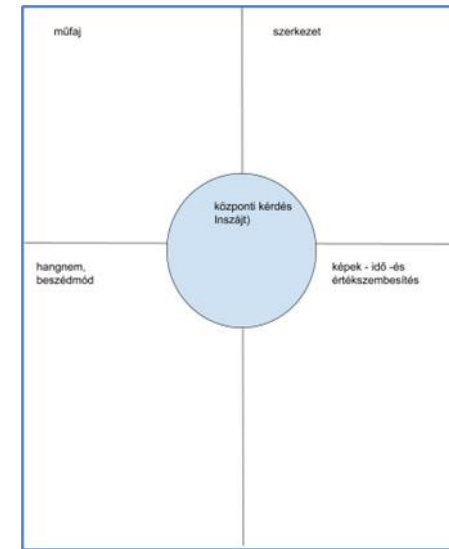 műfaj
szerkezet
központi kérdés
Inszájt)
hangnem,
beszédmód
képek - idő -és
értékszembesítés